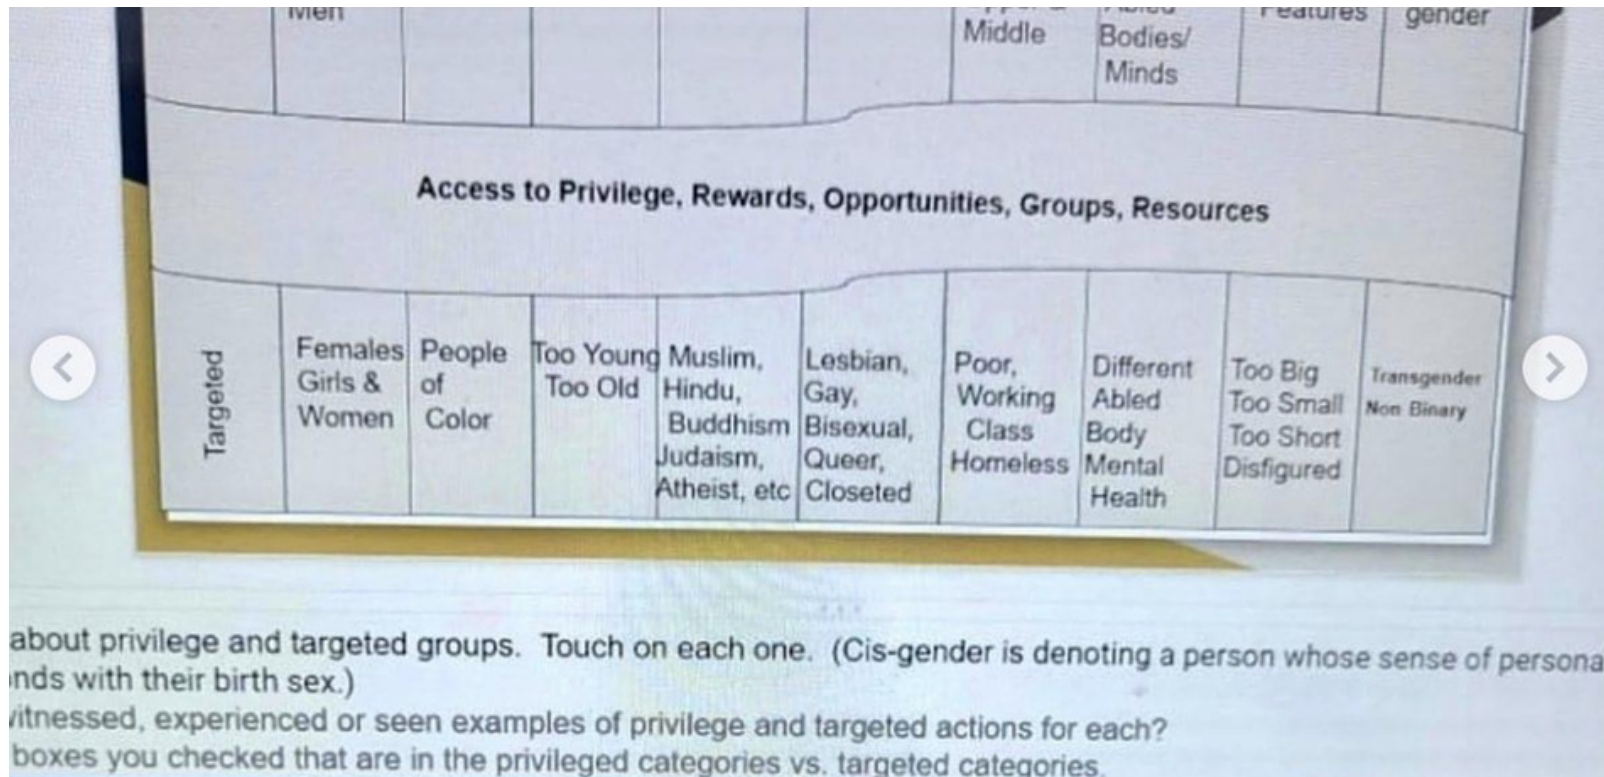 Men
Middle
Bodies/
Minds
Features
gender
Access to Privilege, Rewards, Opportunities, Groups, Resources
Targeted
Females
Girls &
Women
People
of
Color
Too Young
Too Old
Muslim,
Hindu,
Buddhism
Judaism,
Atheist, etc
Lesbian,
Gay,
Bisexual,
Queer,
Closeted
Poor,
Working
Class
Homeless
Different
Abled
Body
Mental
Health
Too Big
Too Small
Too Short
Disfigured
Transgender
Non Binary
about privilege and targeted groups. Touch on each one. (Cis-gender is denoting a person whose sense of persona
nds with their birth sex.)
witnessed, experienced or seen examples of privilege and targeted actions for each?
boxes you checked that are in the privileged categories vs. targeted categories.